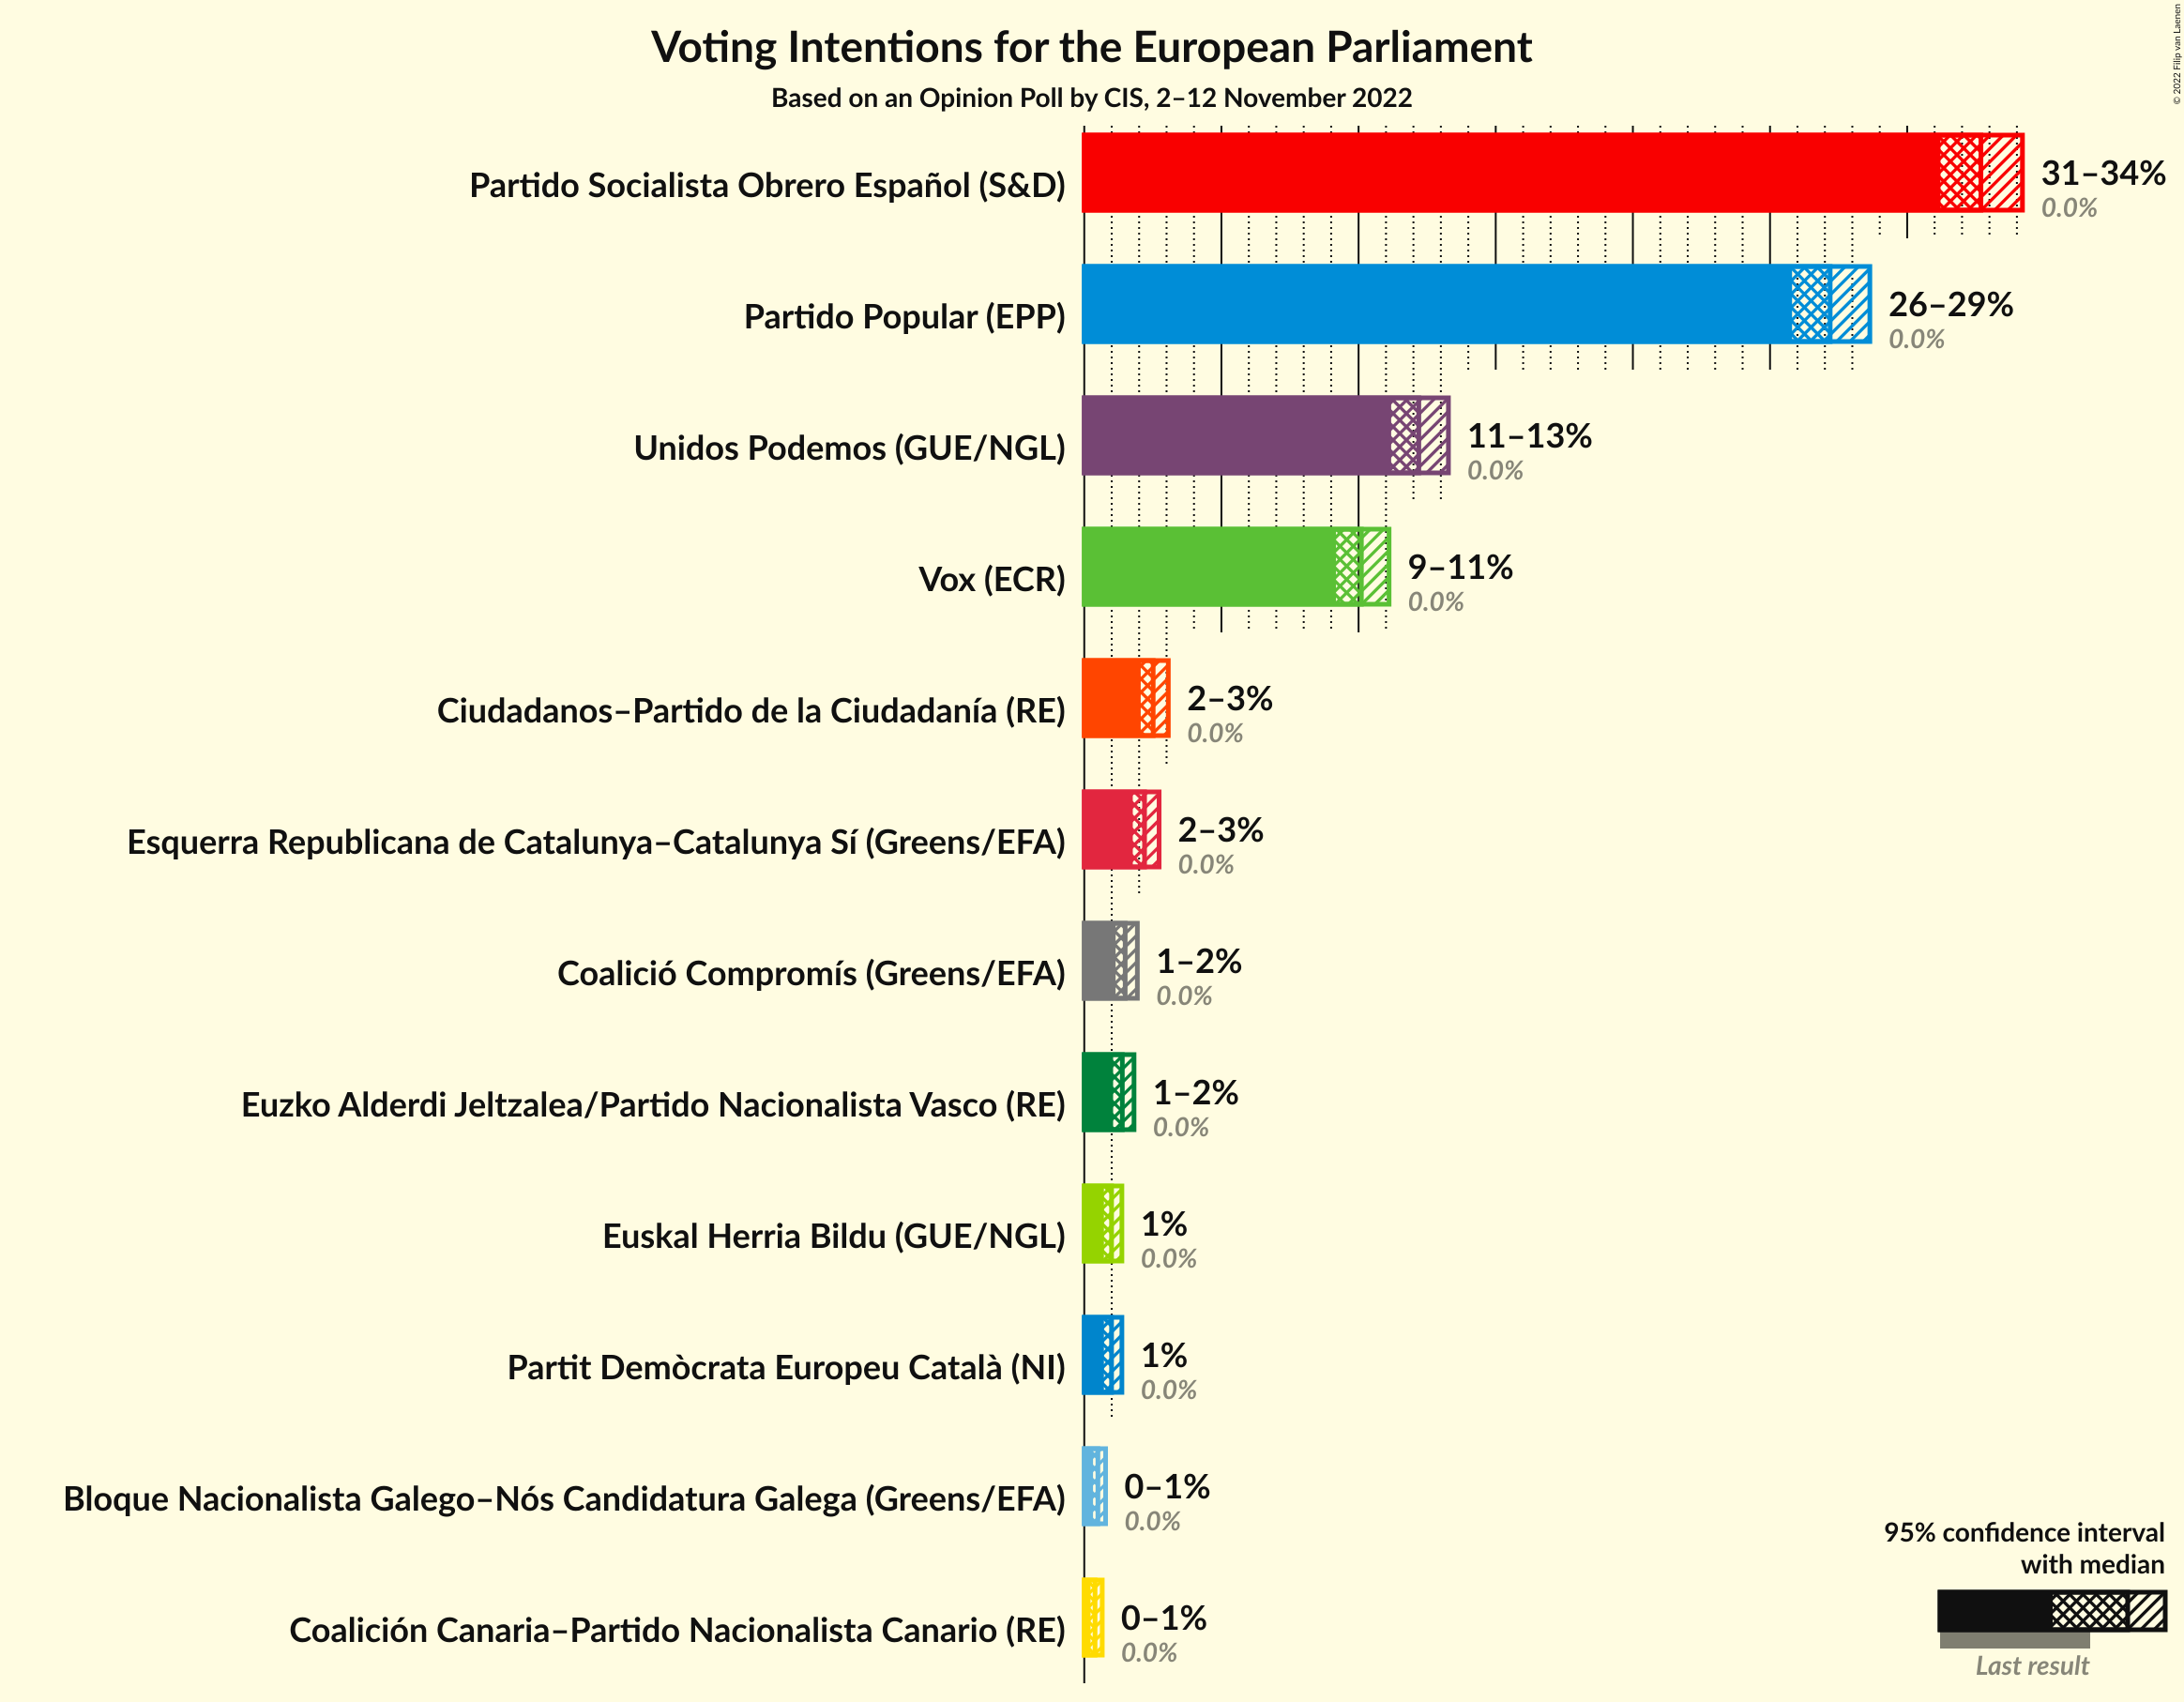 Voting Intentions for the European Parliament
Based on an Opinion Poll by CIS, 2–12 November 2022
© 2022 Filip van Laenen
Partido Socialista Obrero Español (S&D)
31–34%
0.0%
Partido Popular (EPP)
26–29%
0.0%
Unidos Podemos (GUE/NGL)
11–13%
0.0%
Vox (ECR)
9–11%
0.0%
Ciudadanos–Partido de la Ciudadanía (RE)
2–3%
0.0%
Esquerra Republicana de Catalunya–Catalunya Sí (Greens/EFA)
2–3%
0.0%
Coalició Compromís (Greens/EFA)
1–2%
0.0%
Euzko Alderdi Jeltzalea/Partido Nacionalista Vasco (RE)
1–2%
0.0%
Euskal Herria Bildu (GUE/NGL)
1%
0.0%
Partit Demòcrata Europeu Català (NI)
1%
0.0%
Bloque Nacionalista Galego–Nós Candidatura Galega (Greens/EFA)
0–1%
0.0%
Coalición Canaria–Partido Nacionalista Canario (RE)
0–1%
0.0%
95% confidence interval
with median
Last result